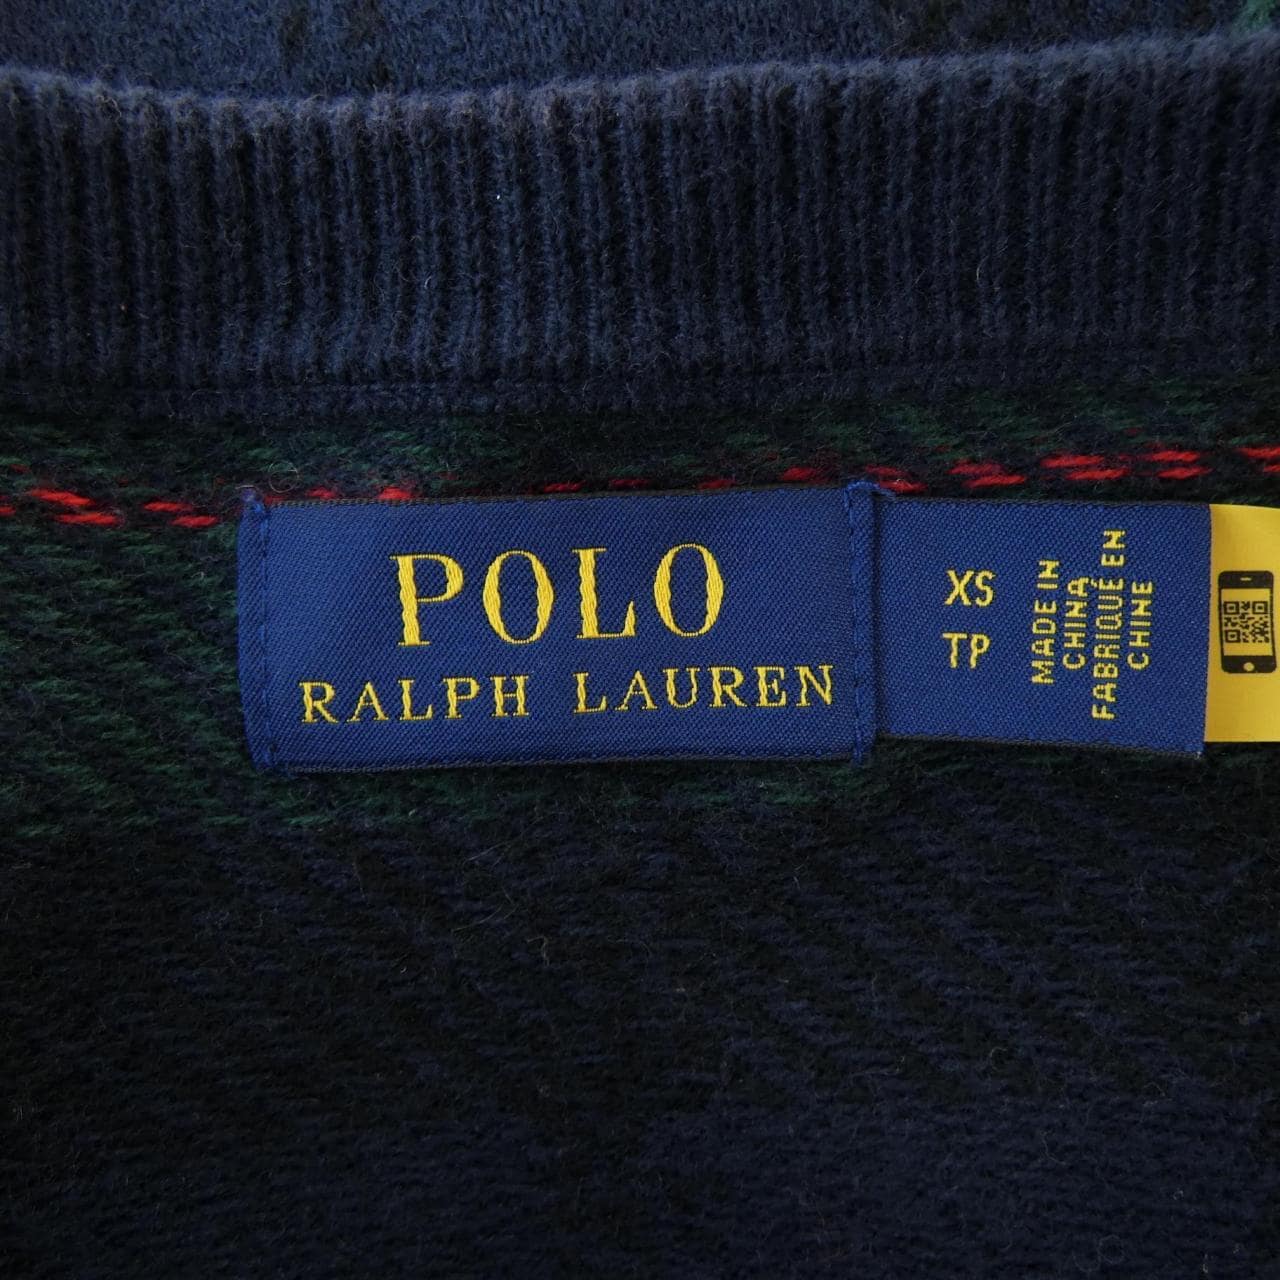 POLO
RALPH LAUREN
XS
TP
MADE IN
CHINA
FABRIQUÉ EN
CHINE